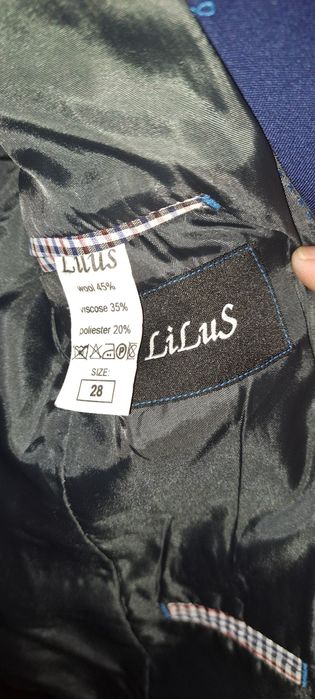 LiLuS
wool 45%
viscose 35%
poliester 20%
SIZE:
28
LiLuS